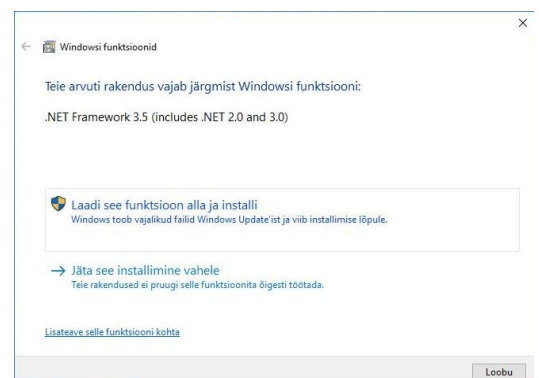 Windowsi funktsioonid
Teie arvuti rakendus vajab järgmist Windowsi funktsiooni:
.NET Framework 3.5 (includes .NET 2.0 and 3.0)
Laadi see funktsioon alla ja installi
Windows toob vajalikud failid Windows Update'ist ja viib installimise lõpule.
Jäta see installimine vahele
Teie rakendused ei pruugi selle funktsioonita õigesti töötada.
Lisateave selle funktsiooni kohta
Loobu